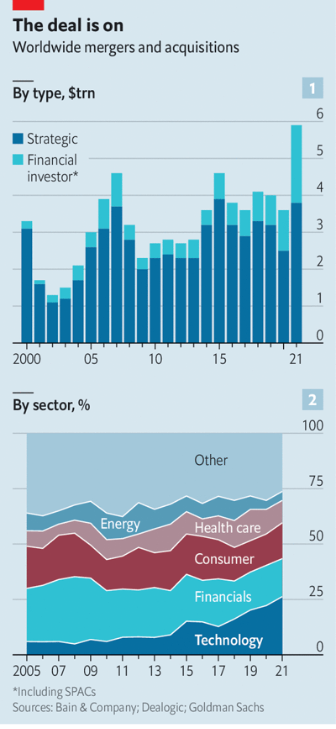 The deal is on
Worldwide mergers and acquisitions
By type, $trn
1
Strategic
Financial
investor*
6
5
4
3
2
1
0
2000 05 10 15 21
By sector, %
2
100
75
50
25
0
Other
Energy
Health care
Consumer
Financials
Technology
2005 07 09 11 13 15 17 19 21
*Including SPACs
Sources: Bain & Company; Dealogic; Goldman Sachs